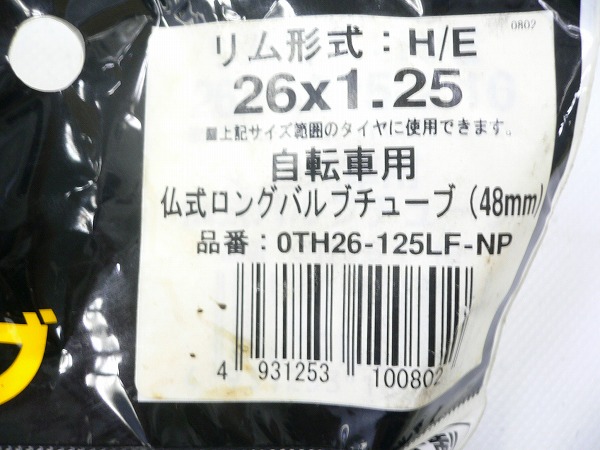 0802
リム形式：H/E
26x1.25
■上記サイズ範囲のタイヤに使用できます。
自転車用
仏式ロングバルブチューブ（48mm）
品番：0TH26-125LF-NP
4 931253 100802
ブ